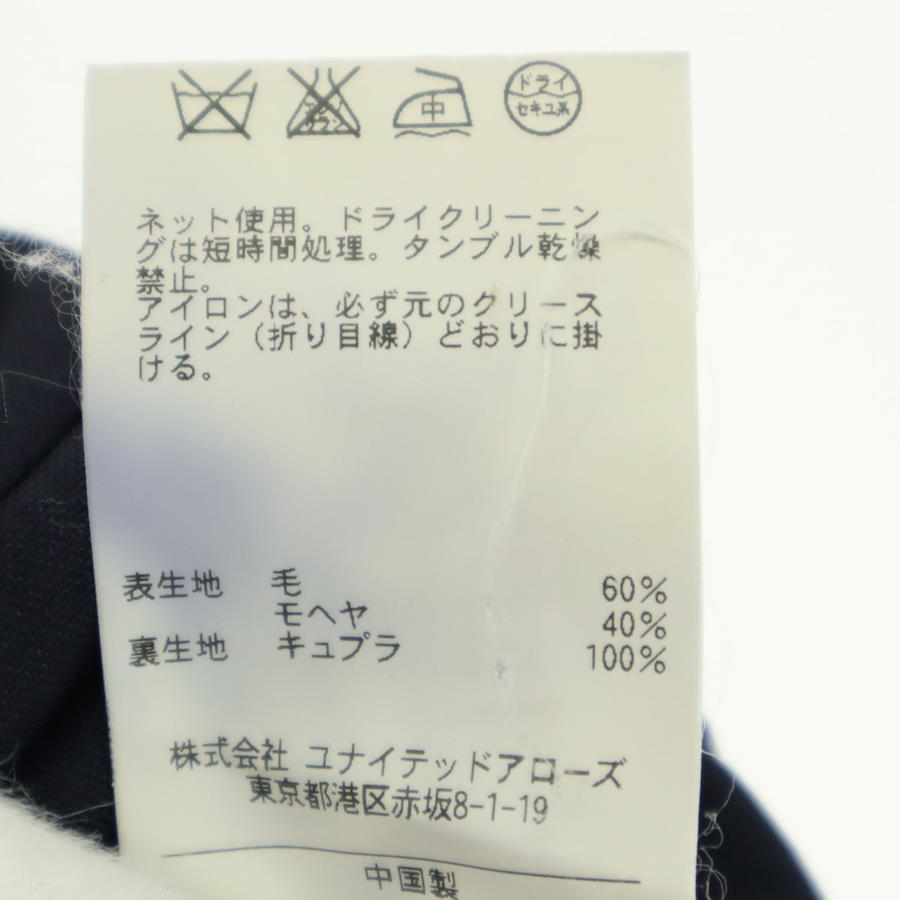 中
ドライ
セキユ系
ネット使用。ドライクリーニン
グは短時間処理。タンブル乾燥
禁止。
アイロンは、必ず元のクリース
ライン（折り目線）どおりに掛
ける。
表生地 毛 60%
モヘヤ 40%
裏生地 キュプラ 100%
株式会社 ユナイテッドアローズ
東京都港区赤坂8-1-19
中国製